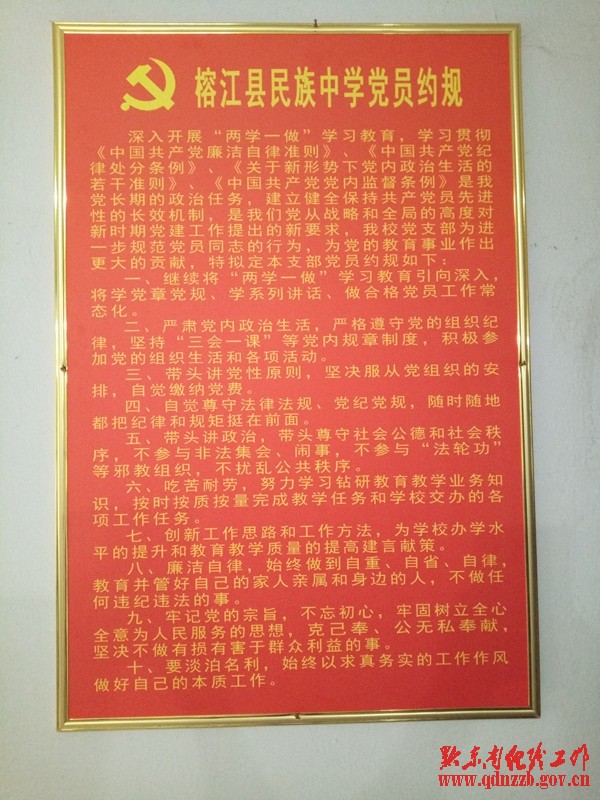 榕江县民族中学党员约规
深入开展“两学一做”学习教育，学习贯彻
《中国共产党廉洁自律准则》、《中国共产党纪
律处分条例》、《关于新形势下党内政治生活的
若干准则》、《中国共产党党内监督条例》是我
党长期的政治任务，建立健全保持共产党员先进
性的长效机制，是我们党从战略和全局的高度对
新时期党建工作提出的新要求，我校党支部为进
一步规范党员同志的行为，为党的教育事业作出
更大的贡献，特拟定本支部党员约规如下：
一、继续将“两学一做”学习教育引向深入，
将学党章党规、学系列讲话、做合格党员工作常
态化。
二、严肃党内政治生活，严格遵守党的组织纪
律，坚持“三会一课”等党内规章制度，积极参
加党的组织生活和各项活动。
三、带头讲党性原则，坚决服从党组织的安
排，自觉缴纳党费。
四、自觉尊守法律法规、党纪党规，随时随地
都把纪律和规矩挺在前面。
五、带头讲政治，带头尊守社会公德和社会秩
序，不参与非法集会、闹事，不参与“法轮功”
等邪教组织，不扰乱公共秩序。
六、吃苦耐劳，努力学习钻研教育教学业务知
识，按时按质按量完成教学任务和学校交办的各
项工作任务。
七、创新工作思路和工作方法，为学校办学水
平的提升和教育教学质量的提高建言献策。
八、廉洁自律，始终做到自重、自省、自律，
教育并管好自己的家人亲属和身边的人，不做任
何违纪违法的事。
九、牢记党的宗旨，不忘初心，牢固树立全心
全意为人民服务的思想，克己奉、公无私奉献，
坚决不做有损有害于群众利益的事。
十、要淡泊名利，始终以求真务实的工作作风
做好自己的本质工作。
黔东南组织工作
www.qdnzzb.gov.cn